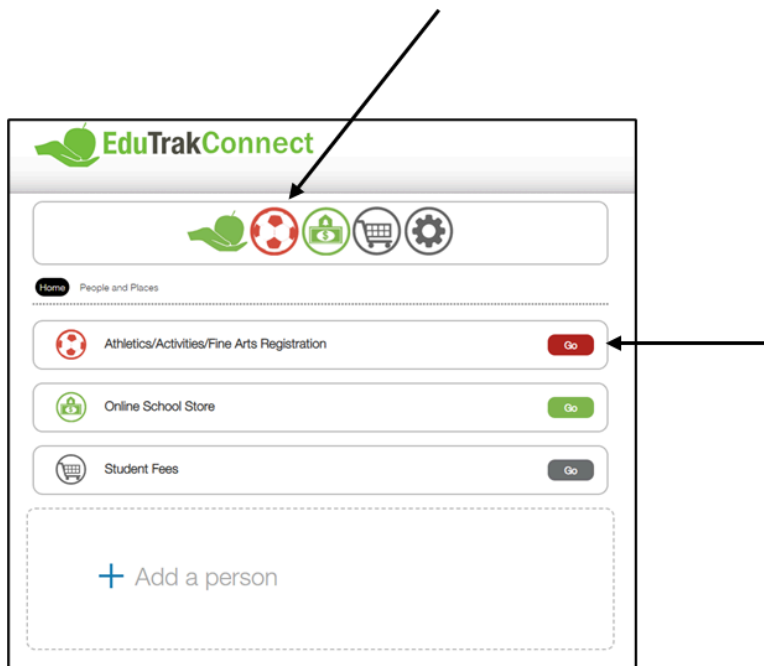 EduTrakConnect
Home People and Places
Athletics/Activities/Fine Arts Registration Go
Online School Store Go
Student Fees Go
+ Add a person